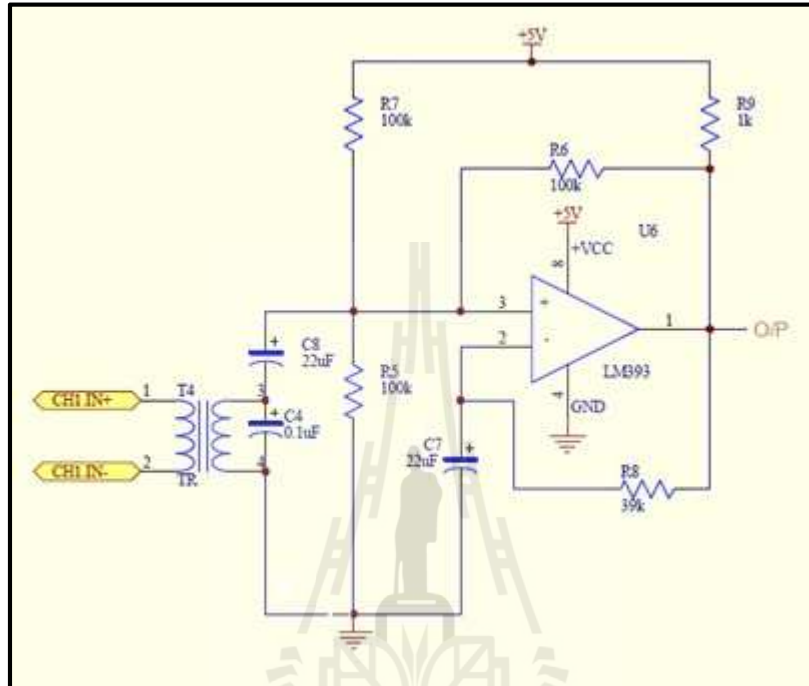 +5V
R7
100k
R9
1k
R6
100k
+5V
U6
+VCC
8
3
+
2
-
1
O/P
LM393
4
GND
C8
22uF
R5
100k
CH1 IN+
1
T4
3
C4
0.1uF
CH1 IN-
2
TR
4
C7
22uF
R8
39k